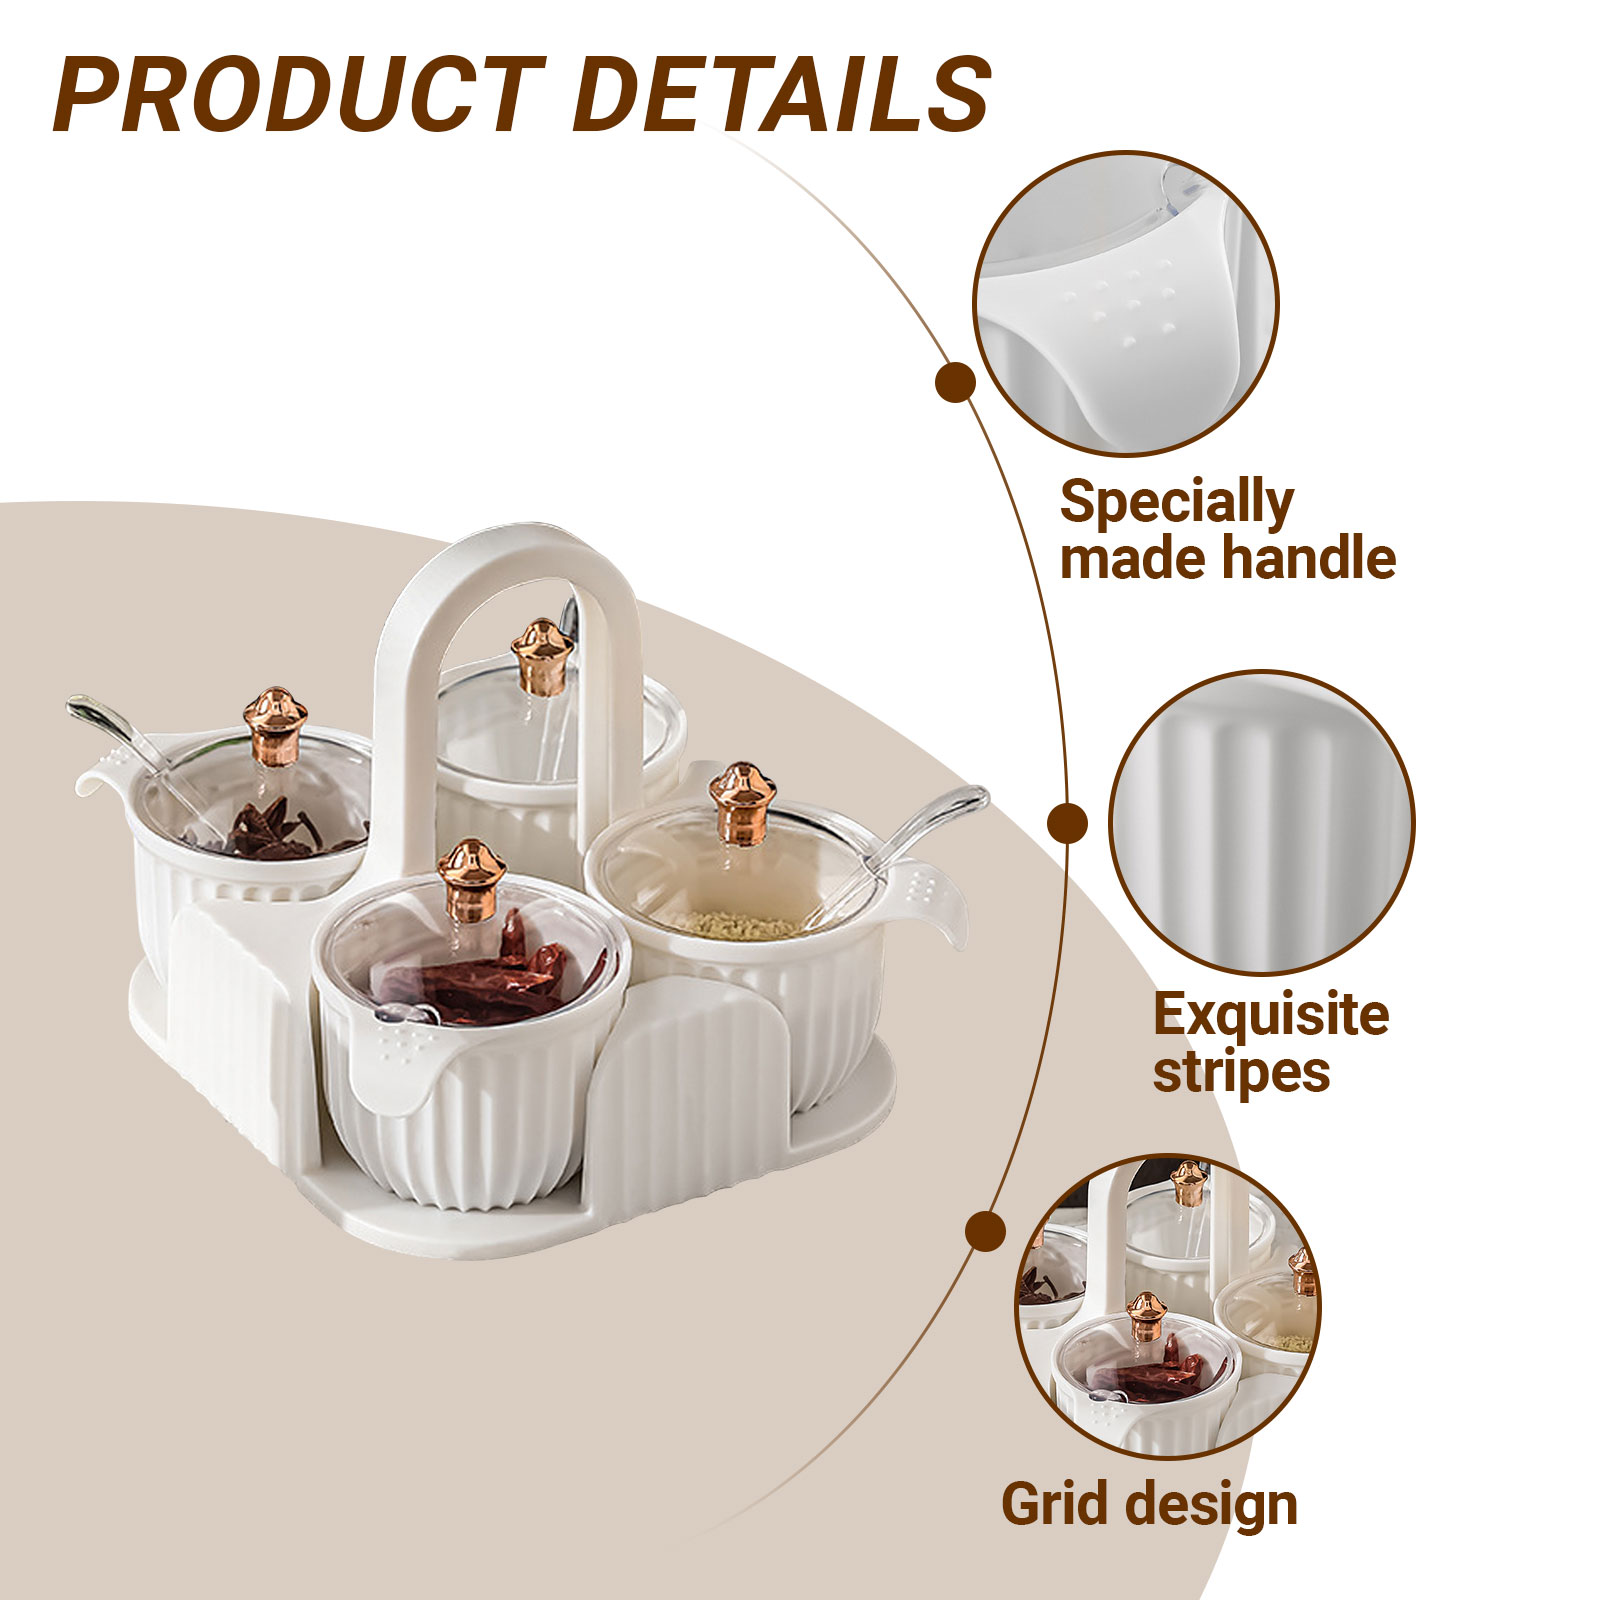 PRODUCT DETAILS
Specially
made handle
Exquisite
stripes
Grid design